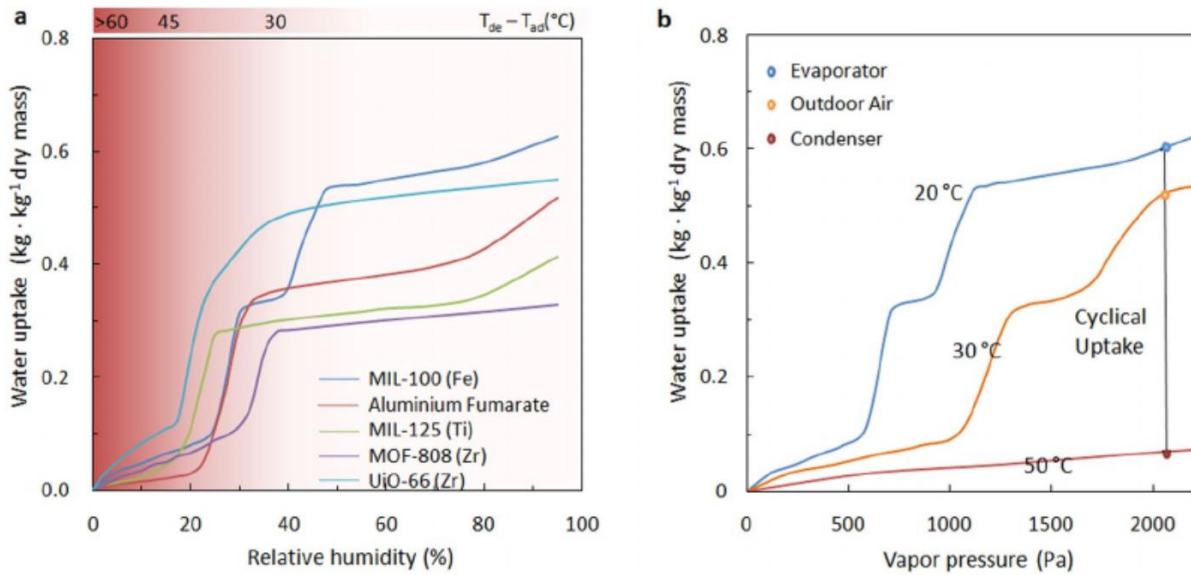 a
>60 45 30 T_de – T_ad(°C)
0.8
0.6
0.4
0.2
0.0
Water uptake (kg · kg⁻¹ dry mass)
MIL-100 (Fe)
Aluminium Fumarate
MIL-125 (Ti)
MOF-808 (Zr)
UiO-66 (Zr)
0 20 40 60 80 100
Relative humidity (%)
b
0.8
0.6
0.4
0.2
0
Water uptake (kg · kg⁻¹ dry mass)
Evaporator
Outdoor Air
Condenser
20 °C
30 °C
50 °C
Cyclical
Uptake
0 500 1000 1500 2000
Vapor pressure (Pa)